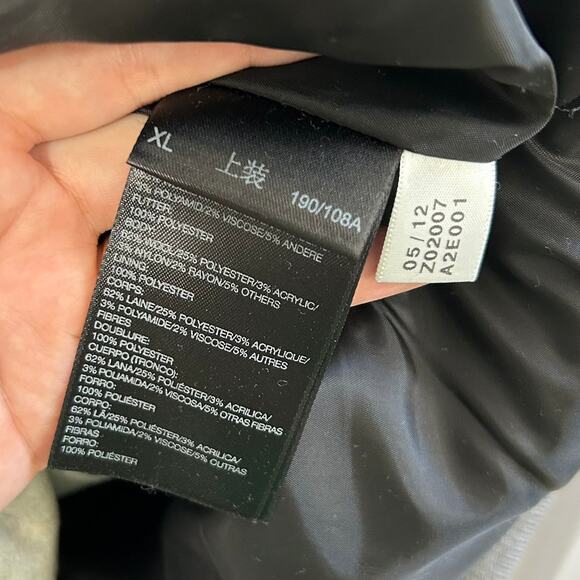 XL
上装
190/108A
3% POLYAMID/2% VISCOSE/5% ANDERE
FUTTER:
100% POLYESTER
BODY:
62% WOOL/25% POLYESTER/3% ACRYLIC/
3% NYLON/2% RAYON/5% OTHERS
LINING:
100% POLYESTER
CORPS:
62% LAINE/25% POLYESTER/3% ACRYLIQUE/
3% POLYAMIDE/2% VISCOSE/5% AUTRES
FIBRES
DOUBLURE:
100% POLYESTER
CUERPO (TRONCO):
62% LANA/25% POLIÉSTER/3% ACRÍLICA/
3% POLIAMIDA/2% VISCOSE/5% OTRAS FIBRAS
FORRO:
100% POLIÉSTER
CORPO:
62% LÃ/25% POLIÉSTER/3% ACRILICA/
3% POLIAMIDE/2% VISCOSE/5% OUTRAS
FIBRAS
FORRO:
100% POLIÉSTER
05/12
Z02007
A2E001